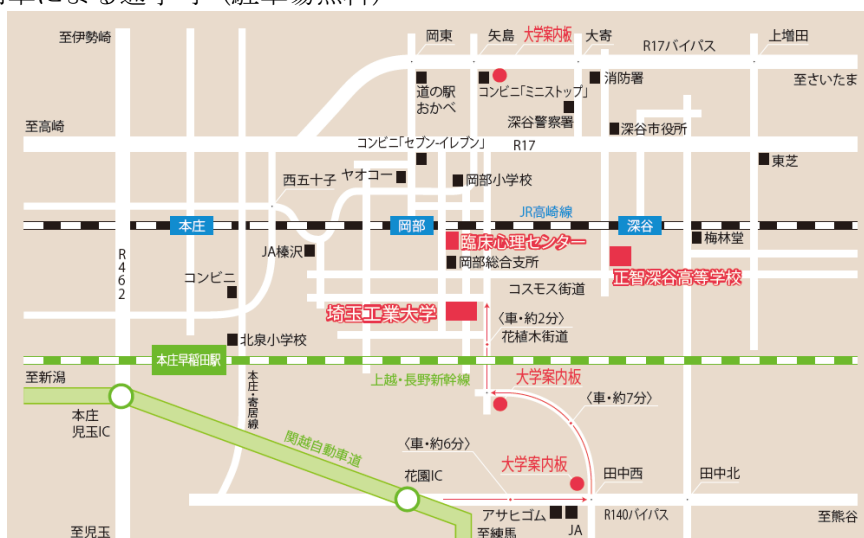 車による通学可（駐車場無料）
至伊勢崎
岡東
矢島
大学案内板
大寄
R17バイパス
上増田
道の駅
おかべ
コンビニ「ミニストップ」
消防署
至さいたま
深谷警察署
至高崎
コンビニ「セブン-イレブン」
R17
深谷市役所
西五十子
ヤオコー
岡部小学校
東芝
JR高崎線
本庄
岡部
深谷
R462
JA榛沢
臨床心理センター
梅林堂
岡部総合支所
コンビニ
コスモス街道
正智深谷高等学校
埼玉工業大学
〈車・約2分〉
花植木街道
北泉小学校
本庄早稲田駅
至新潟
本庄・寄居線
上越・長野新幹線
大学案内板
〈車・約7分〉
本庄
児玉IC
関越自動車道
〈車・約6分〉
大学案内板
花園IC
田中西
田中北
アサヒゴム
JA
R140バイパス
至熊谷
至児玉
至練馬